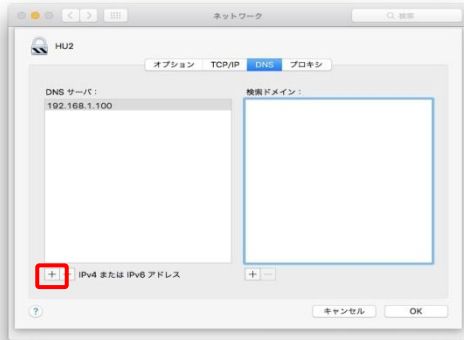 ネットワーク
検索
HU2
オプション TCP/IP DNS プロキシ
DNS サーバ： 検索ドメイン：
192.168.1.100
+ − IPv4 または IPv6 アドレス + −
? キャンセル OK